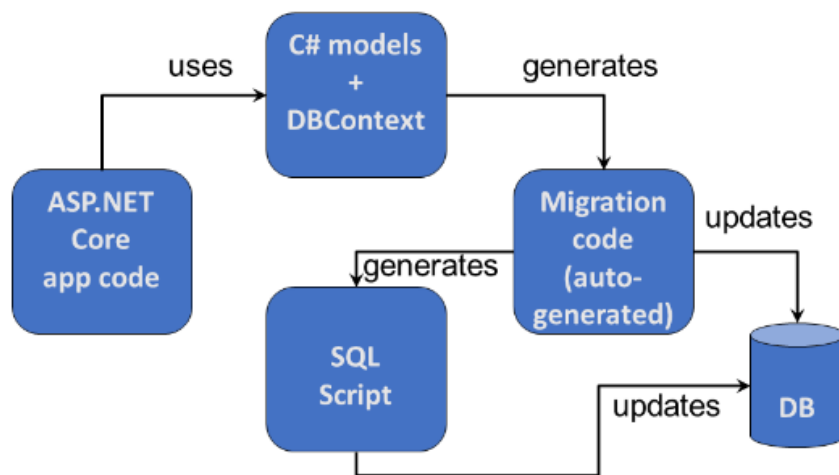 uses
C# models
+
DBContext
generates
ASP.NET
Core
app code
Migration
code
(auto-
generated)
updates
generates
SQL
Script
updates
DB